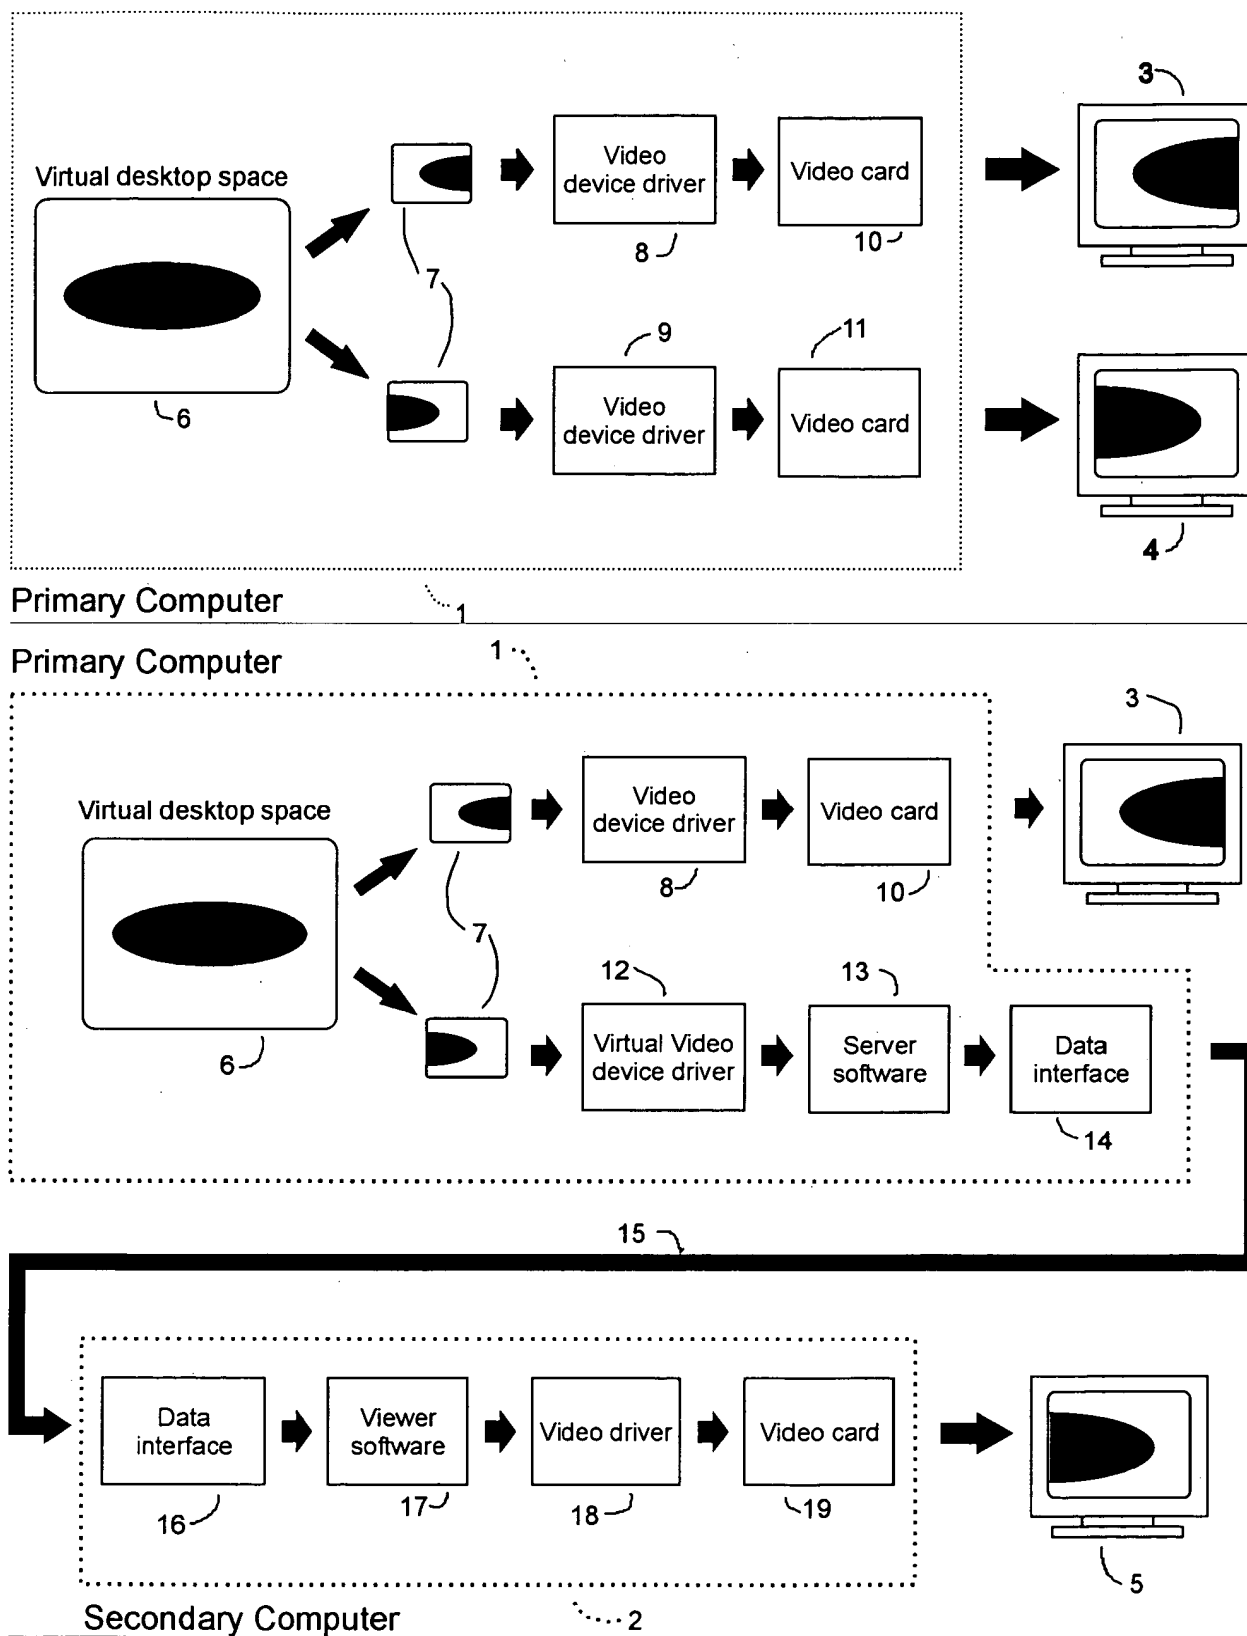 3
Virtual desktop space
Video
device driver
Video card
8
10
7
9
11
Video
device driver
Video card
6
4
Primary Computer
1
Primary Computer
1
3
Virtual desktop space
Video
device driver
Video card
8
10
7
12
13
Virtual Video
device driver
Server
software
Data
interface
6
14
15
Data
interface
Viewer
software
Video driver
Video card
16
17
18
19
5
Secondary Computer
2